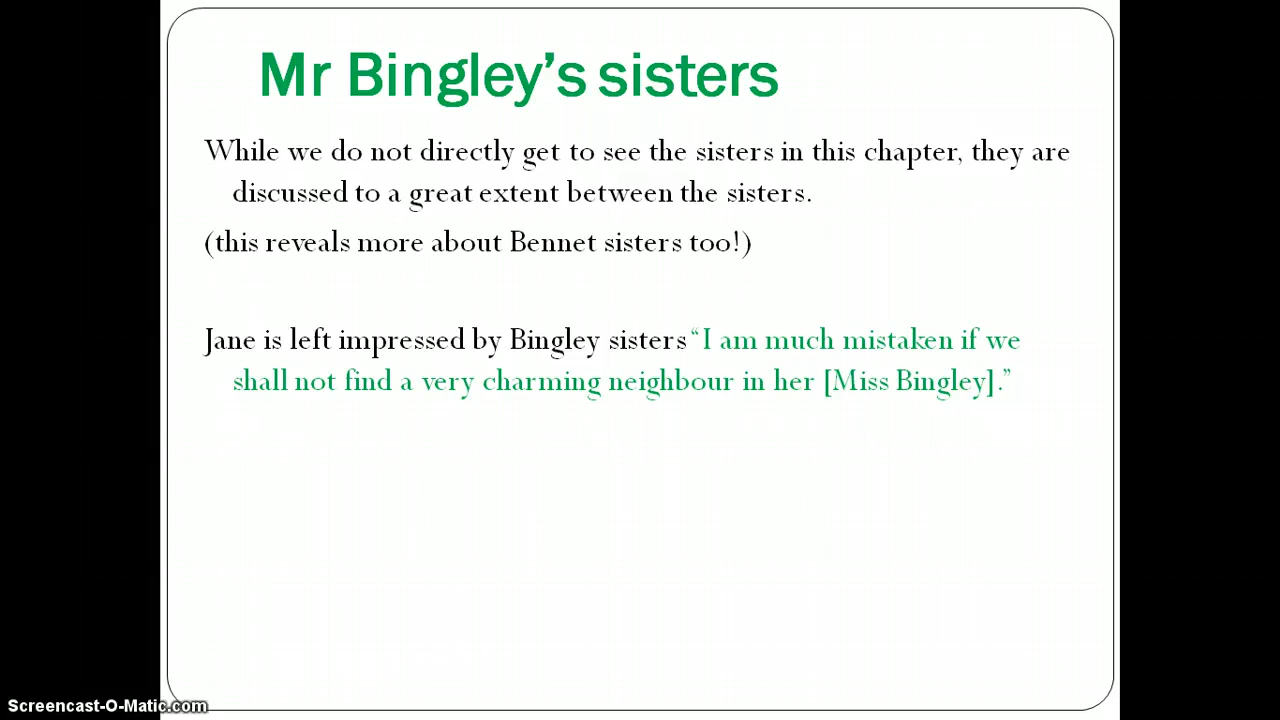 Mr Bingley’s sisters
While we do not directly get to see the sisters in this chapter, they are
discussed to a great extent between the sisters.
(this reveals more about Bennet sisters too!)
Jane is left impressed by Bingley sisters “I am much mistaken if we
shall not find a very charming neighbour in her [Miss Bingley].”
Screencast-O-Matic.com